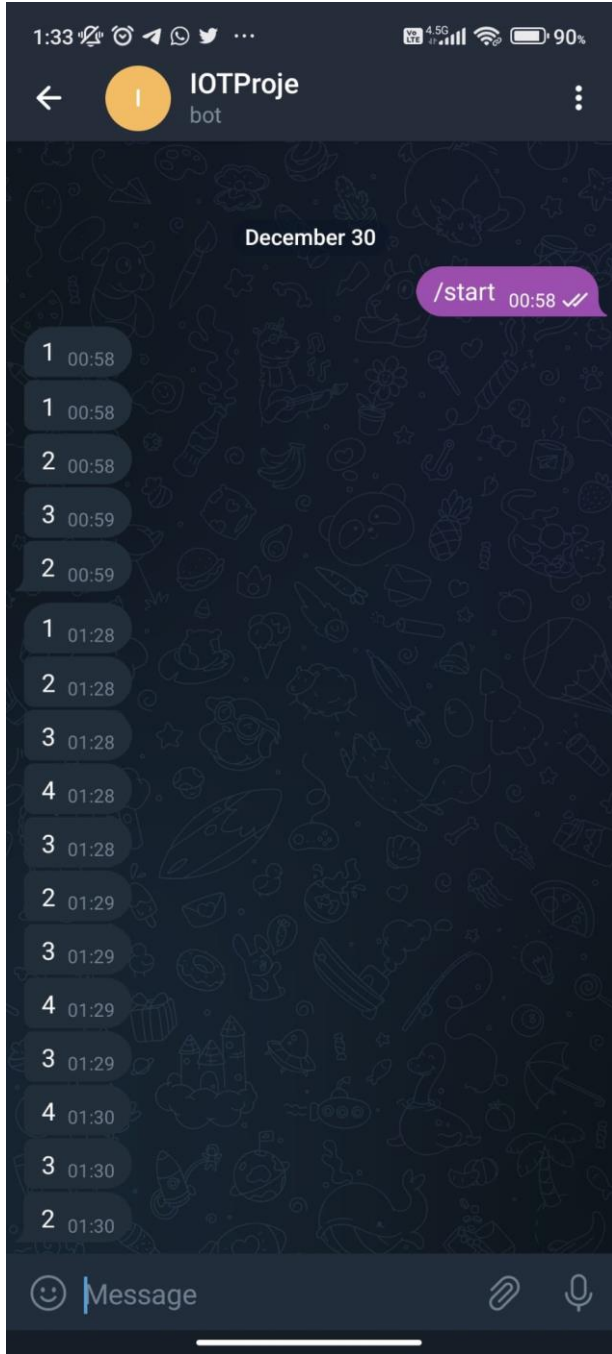 1:33 ... Vo LTE 4.5G 90%
I
IOTProje
bot
December 30
/start 00:58
1 00:58
1 00:58
2 00:58
3 00:59
2 00:59
1 01:28
2 01:28
3 01:28
4 01:28
3 01:28
2 01:29
3 01:29
4 01:29
3 01:29
4 01:30
3 01:30
2 01:30
Message